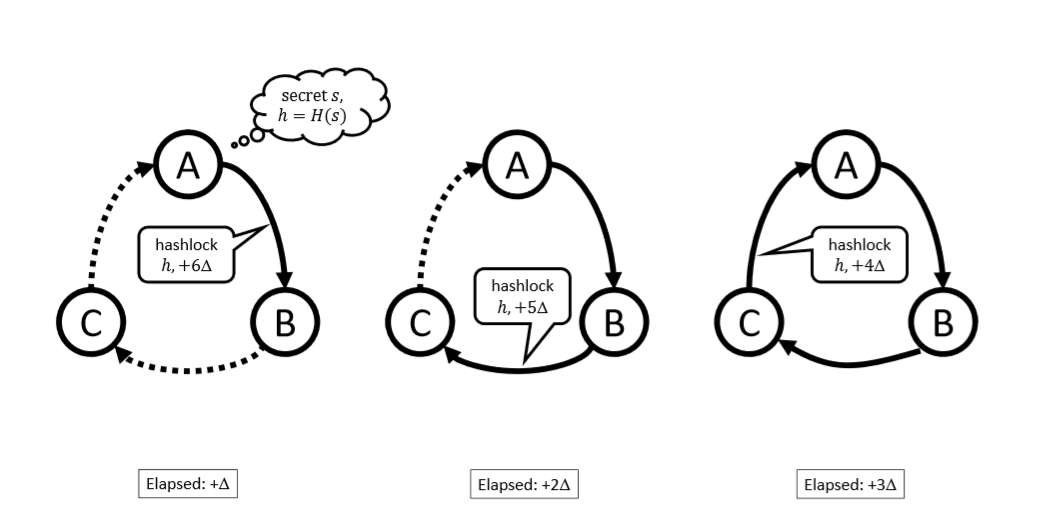 secret s,
h = H(s)
A
hashlock
h, +6Δ
C
B
Elapsed: +Δ
A
hashlock
h, +5Δ
C
B
Elapsed: +2Δ
A
hashlock
h, +4Δ
C
B
Elapsed: +3Δ